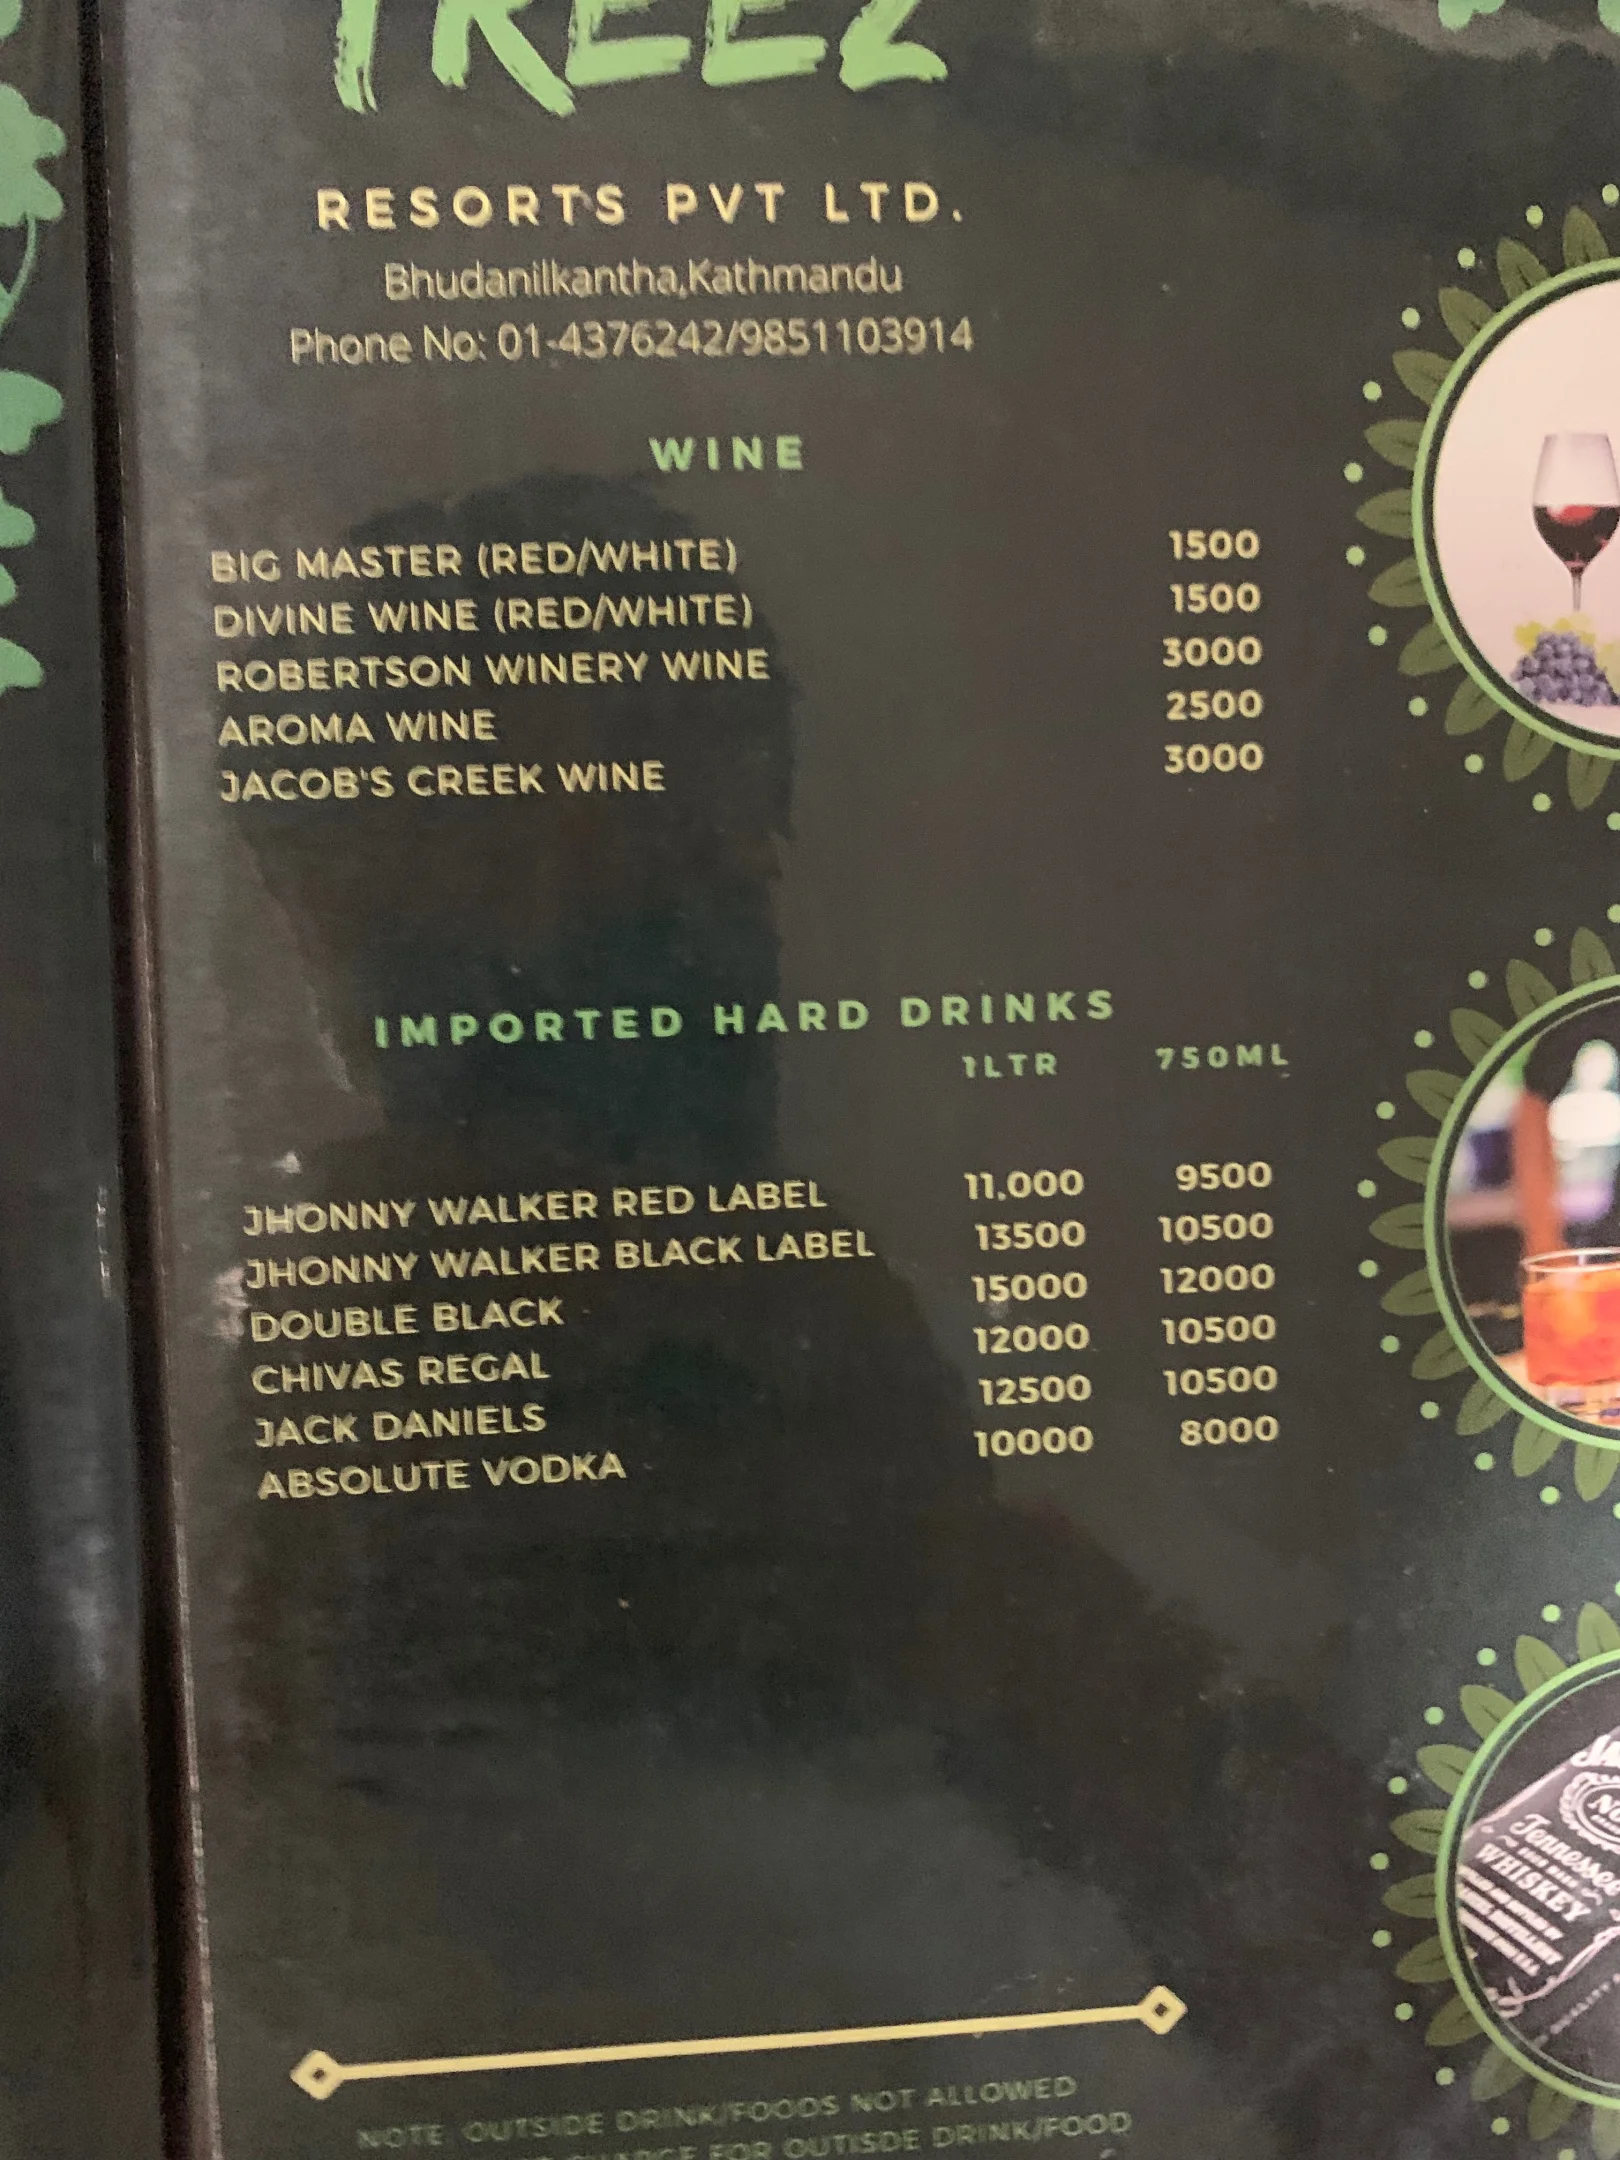 TREEZ
RESORTS PVT LTD.
Bhudanilkantha,Kathmandu
Phone No: 01-4376242/9851103914
WINE
BIG MASTER (RED/WHITE) 1500
DIVINE WINE (RED/WHITE) 1500
ROBERTSON WINERY WINE 3000
AROMA WINE 2500
JACOB'S CREEK WINE 3000
IMPORTED HARD DRINKS
1LTR 750ML
JHONNY WALKER RED LABEL 11,000 9500
JHONNY WALKER BLACK LABEL 13500 10500
DOUBLE BLACK 15000 12000
CHIVAS REGAL 12000 10500
JACK DANIELS 12500 10500
ABSOLUTE VODKA 10000 8000
Tennessee
WHISKEY
NOTE OUTSIDE DRINK/FOODS NOT ALLOWED
FOR OUTISDE DRINK/FOOD